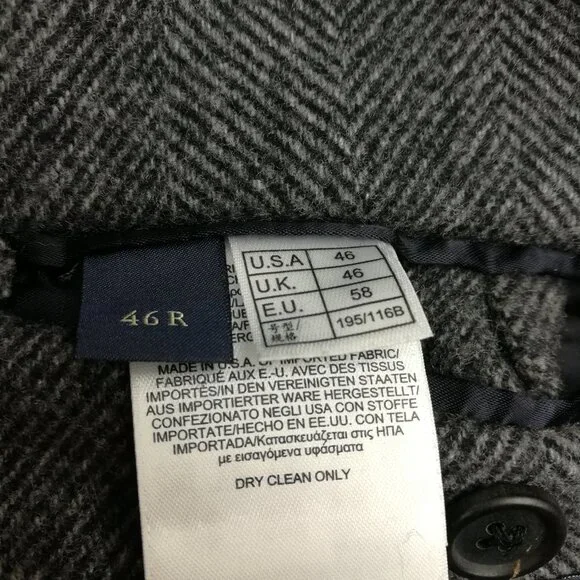 46 R
U.S.A 46
U.K. 46
E.U. 58
号型/规格 195/116B
MADE IN U.S.A. OF IMPORTED FABRIC/
FABRIQUÉ AUX E.-U. AVEC DES TISSUS
IMPORTÉS/IN DEN VEREINIGTEN STAATEN
AUS IMPORTIERTER WARE HERGESTELLT/
CONFEZIONATO NEGLI USA CON STOFFE
IMPORTATE/HECHO EN EE.UU. CON TELA
IMPORTADA/Κατασκευάζεται στις ΗΠΑ
με εισαγόμενα υφάσματα
DRY CLEAN ONLY